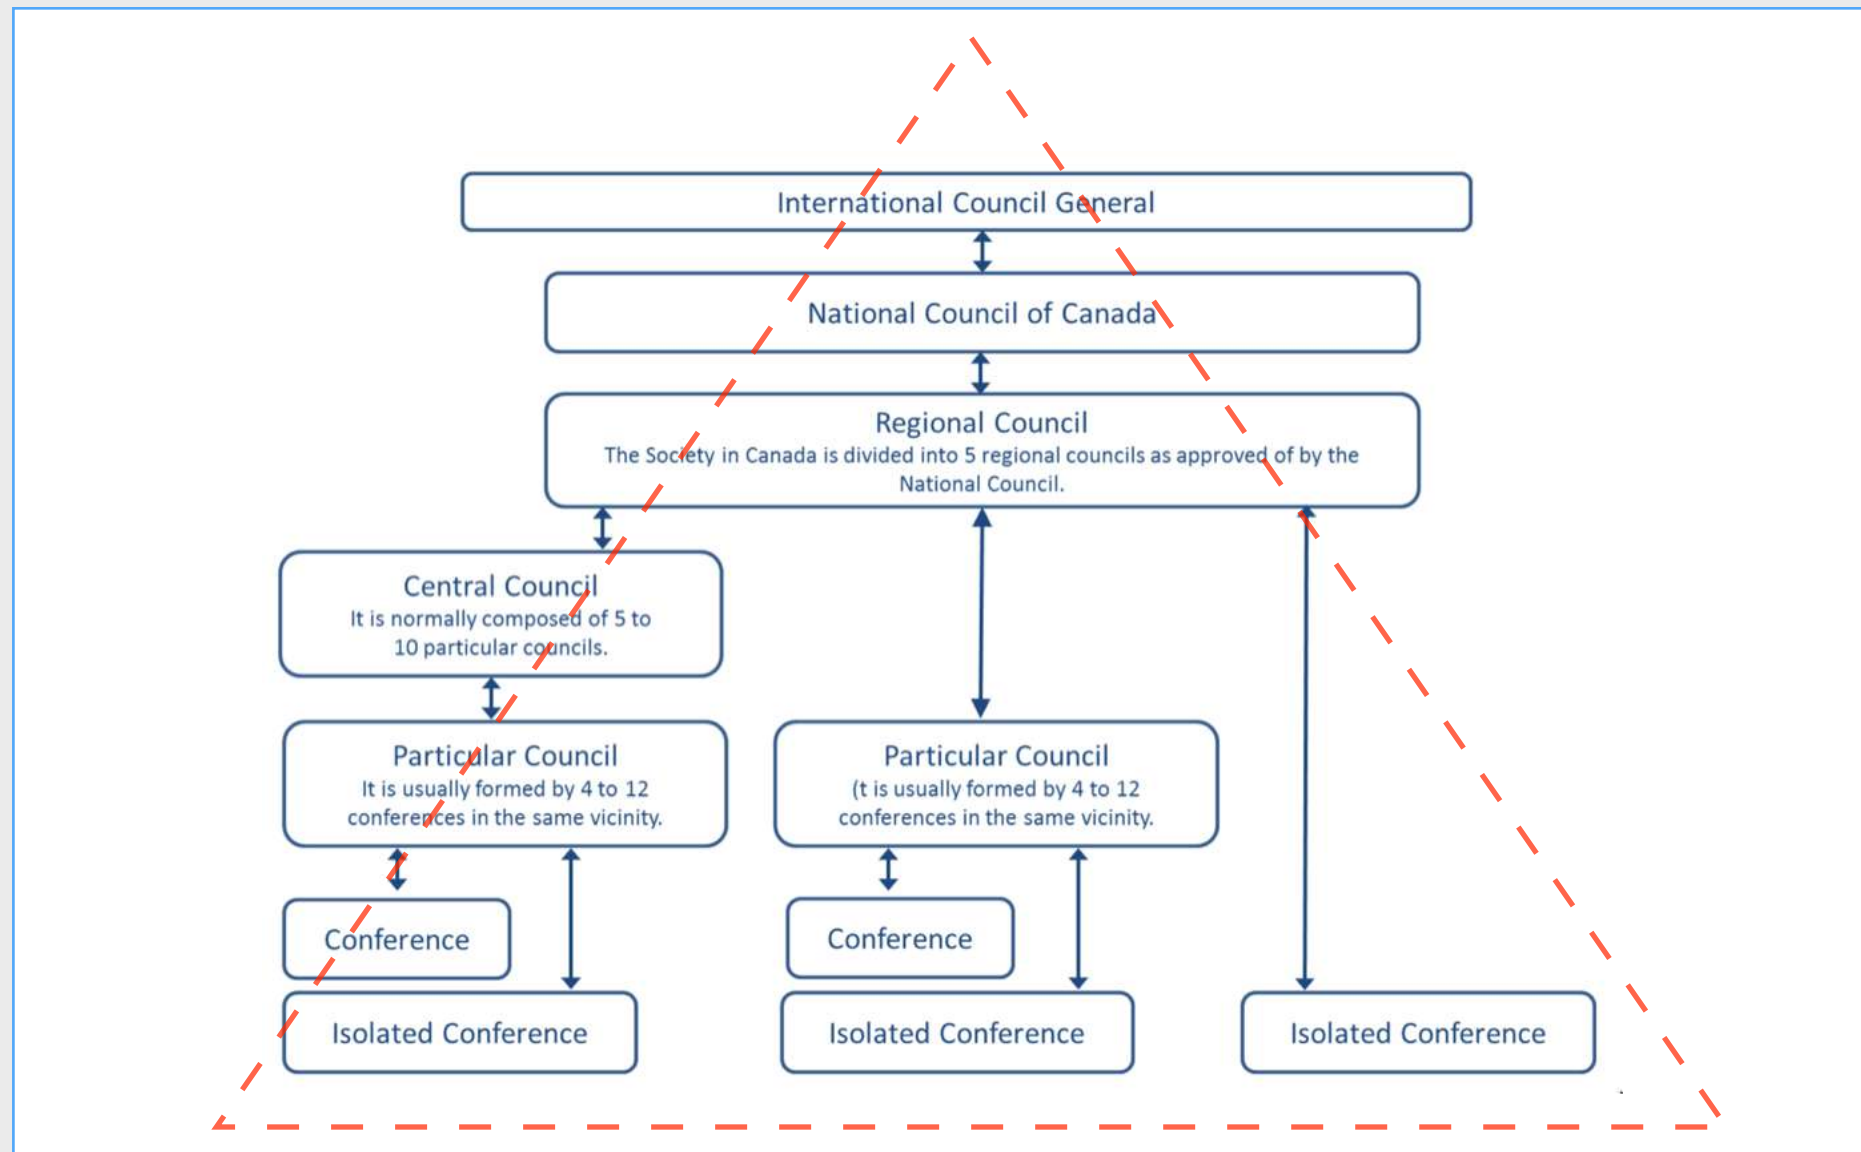 International Council General
National Council of Canada
Regional Council
The Society in Canada is divided into 5 regional councils as approved of by the
National Council.
Central Council
It is normally composed of 5 to
10 particular councils.
Particular Council
It is usually formed by 4 to 12
conferences in the same vicinity.
Particular Council
(t is usually formed by 4 to 12
conferences in the same vicinity.
Conference
Conference
Isolated Conference
Isolated Conference
Isolated Conference